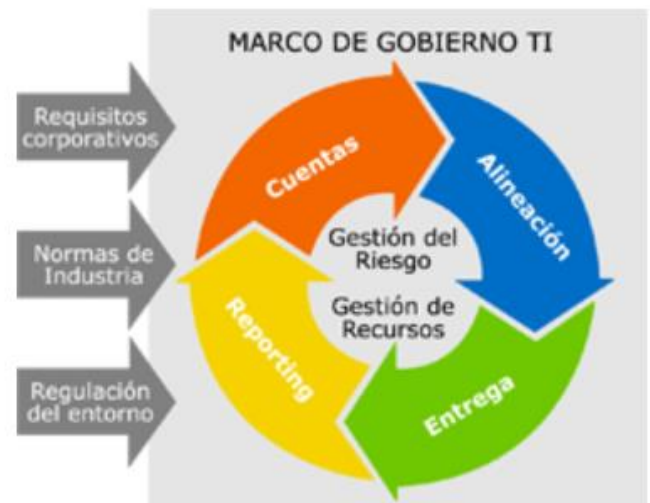 MARCO DE GOBIERNO TI
Requisitos
corporativos
Normas de
Industria
Regulación
del entorno
Cuentas
Alineación
Entrega
Reporting
Gestión del
Riesgo
Gestión de
Recursos